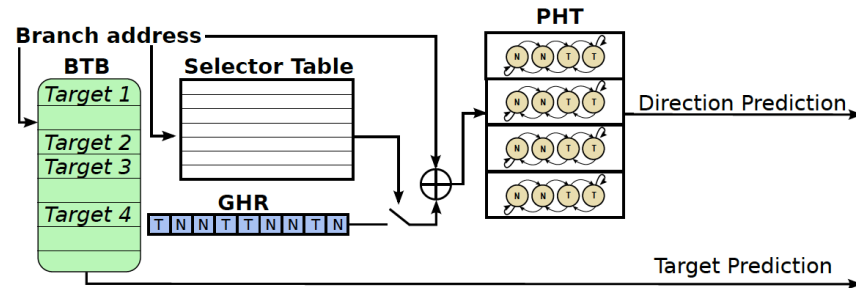 PHT
Branch address
BTB
Selector Table
Target 1
N N T T
N N T T
Direction Prediction
Target 2
N N T T
Target 3
N N T T
GHR
Target 4
T N N T T N N T N
Target Prediction